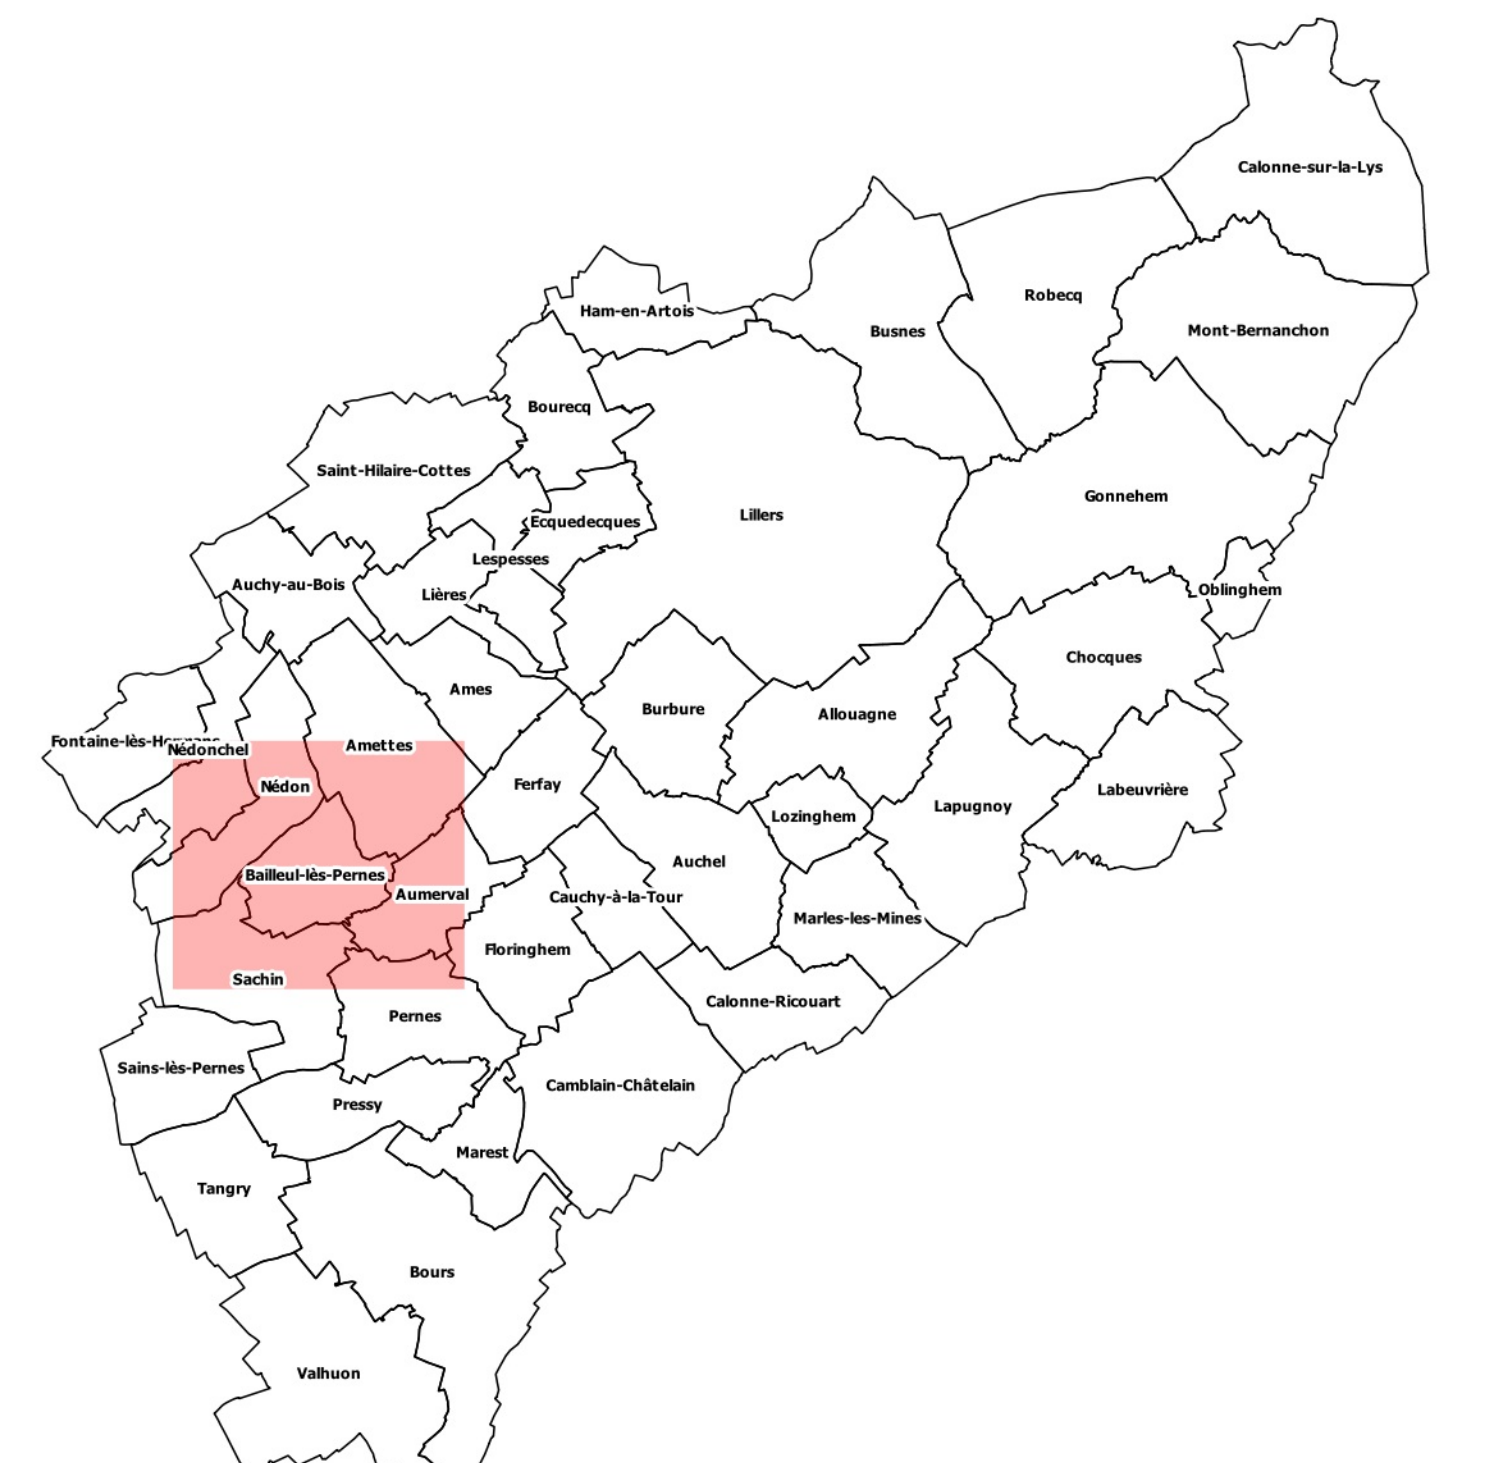 Calonne-sur-la-Lys
Robecq
Ham-en-Artois
Busnes
Mont-Bernanchon
Bourecq
Saint-Hilaire-Cottes
Gonnehem
Lillers
Ecquedecques
Lespesses
Auchy-au-Bois
Lières
Oblinghem
Chocques
Ames
Burbure
Allouagne
Fontaine-lès-Hermans
Nédonchel
Amettes
Nédon
Ferfay
Labeuvrière
Lapugnoy
Lozinghem
Auchel
Bailleul-lès-Pernes
Aumerval
Cauchy-à-la-Tour
Marles-les-Mines
Floringhem
Sachin
Calonne-Ricouart
Pernes
Sains-lès-Pernes
Camblain-Châtelain
Pressy
Marest
Tangry
Bours
Valhuon